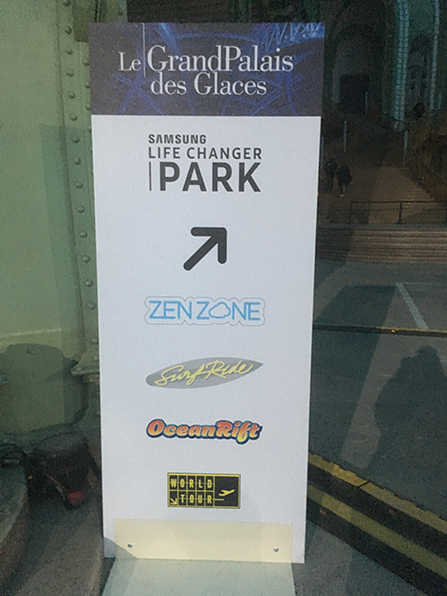 Le GrandPalais
des Glaces
SAMSUNG
LIFE CHANGER
PARK
ZEN ZONE
Surf Ride
OceanRift
WORLD
TOUR